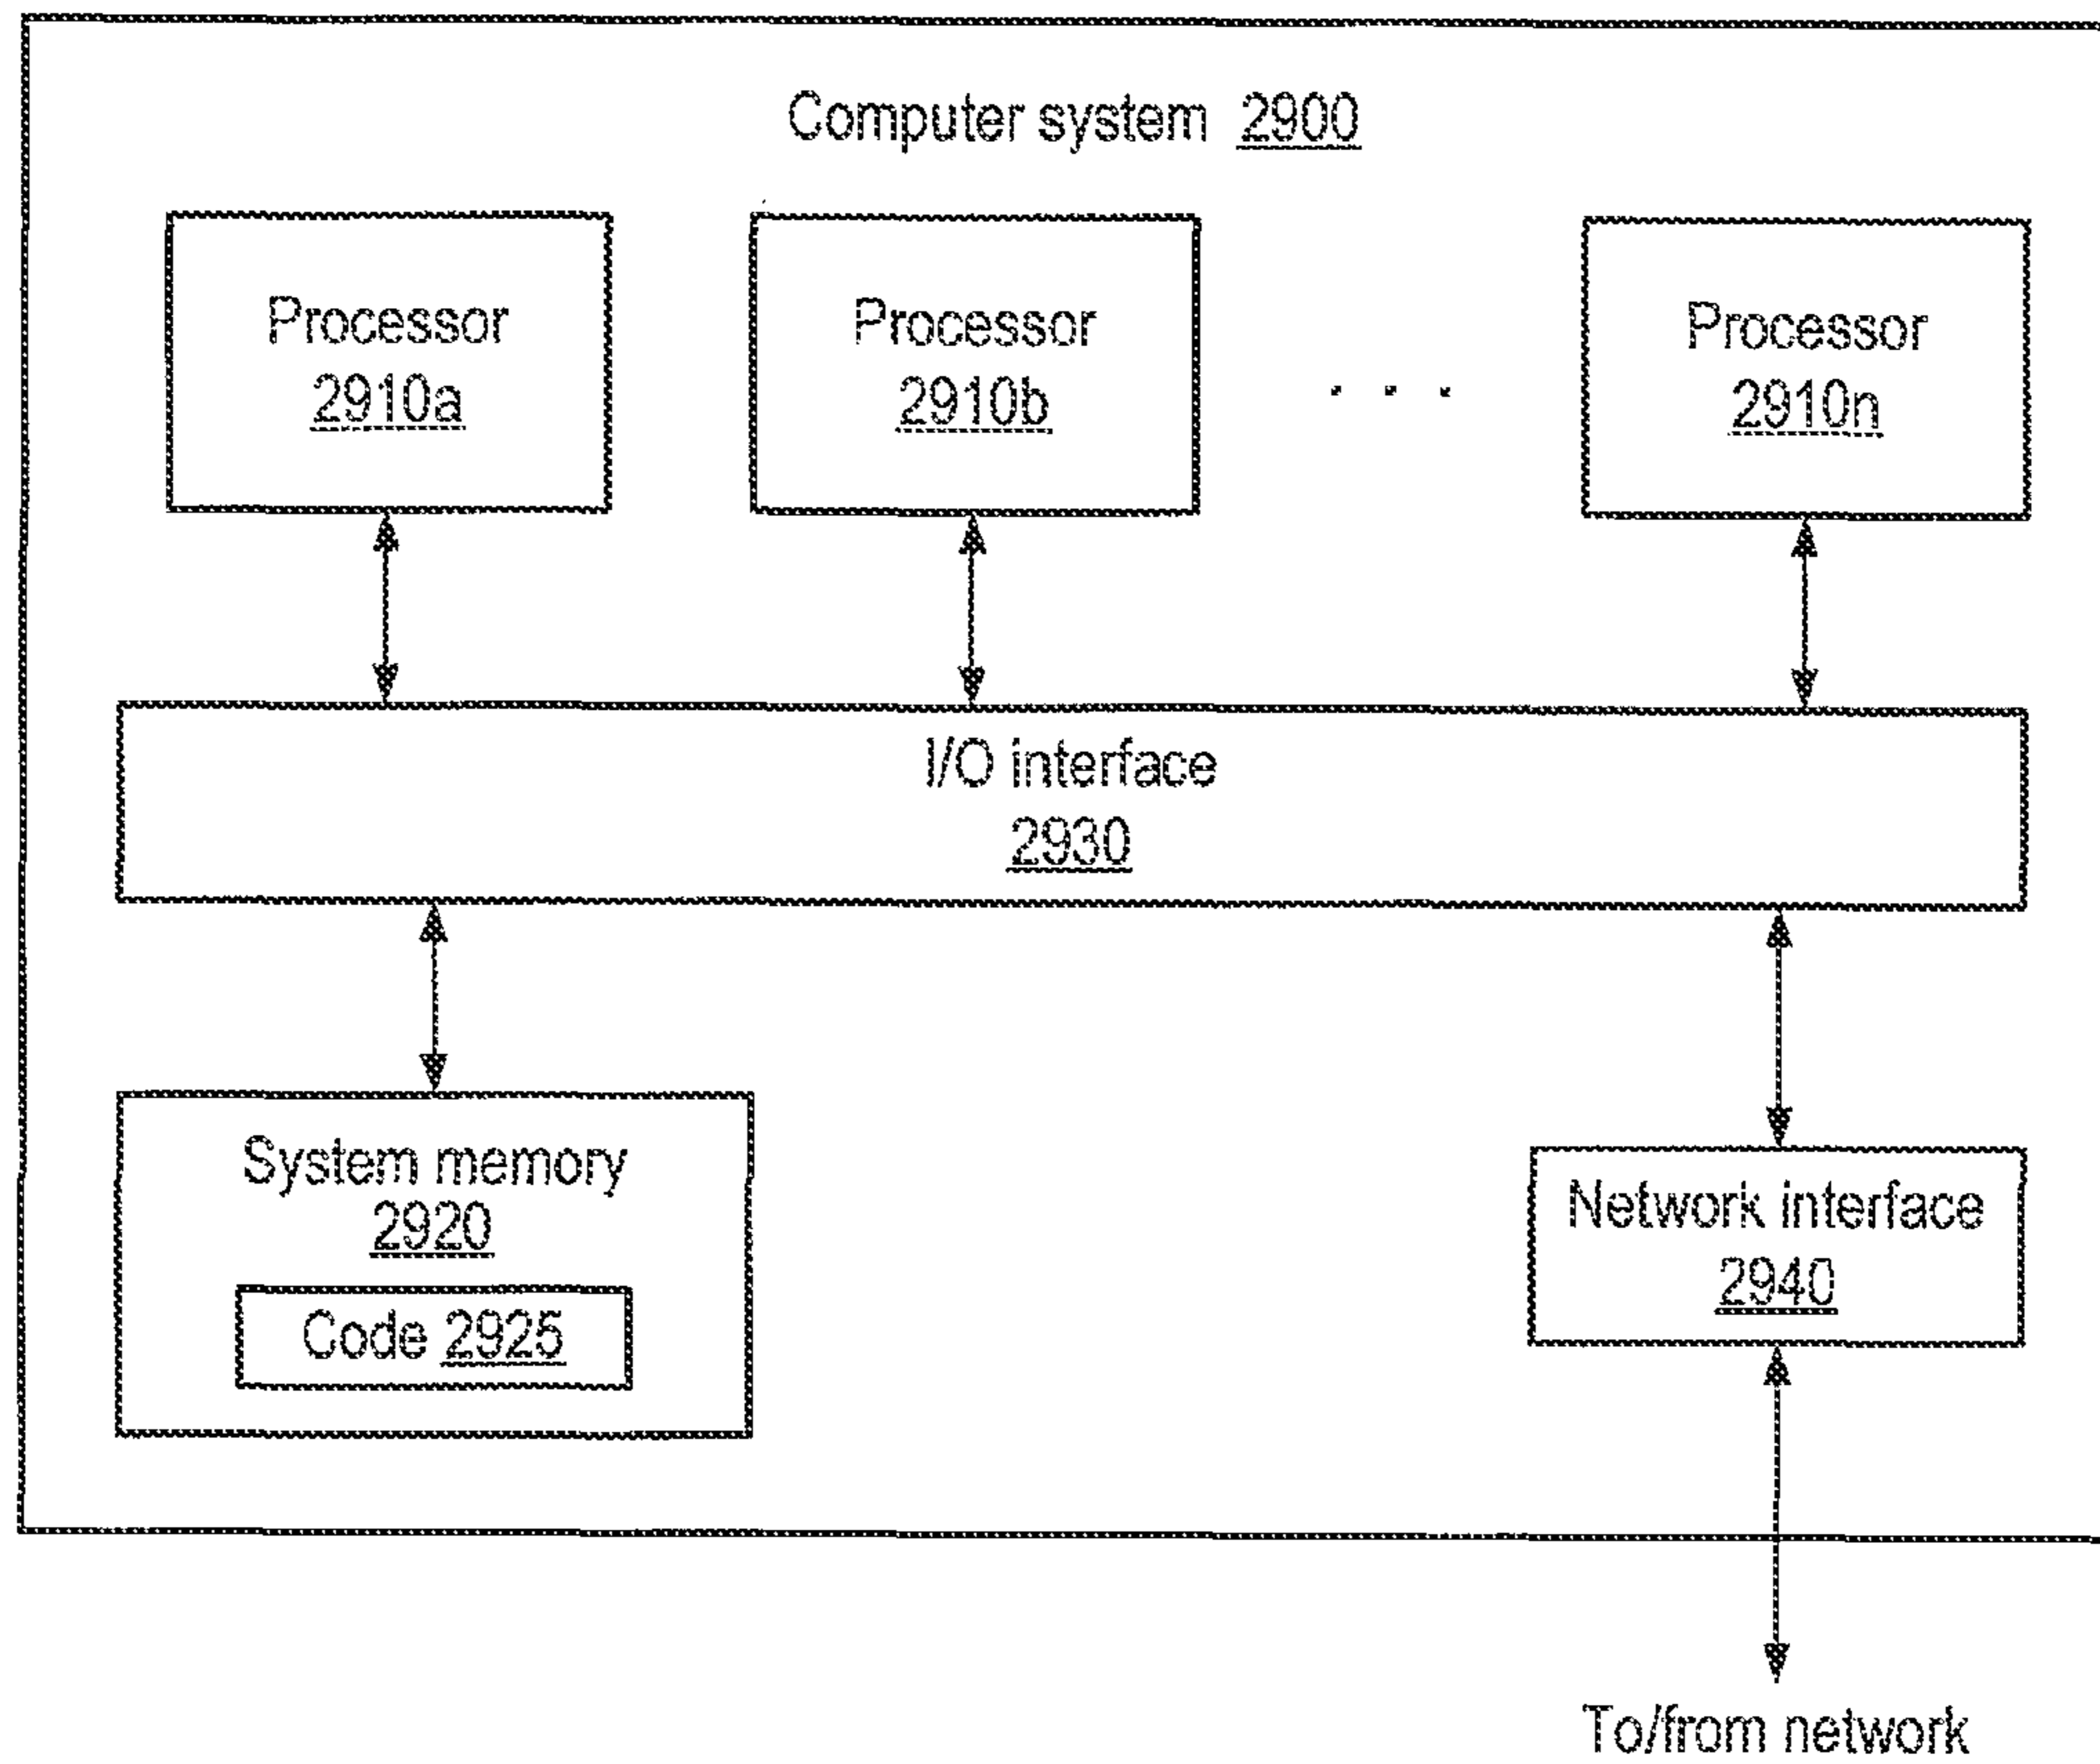 Computer system 2900
Processor
2910a
Processor
2910b
. . .
Processor
2910n
I/O interface
2930
System memory
2920
Code 2925
Network interface
2940
To/from network